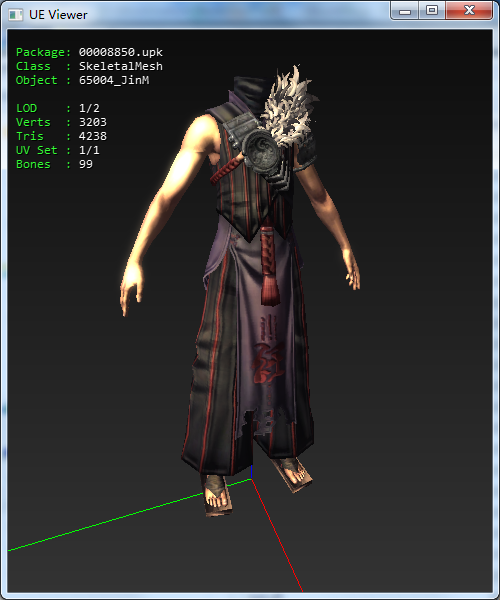 UE Viewer
Package: 00008850.upk
Class : SkeletalMesh
Object : 65004_JinM
LOD : 1/2
Verts : 3203
Tris : 4238
UV Set : 1/1
Bones : 99